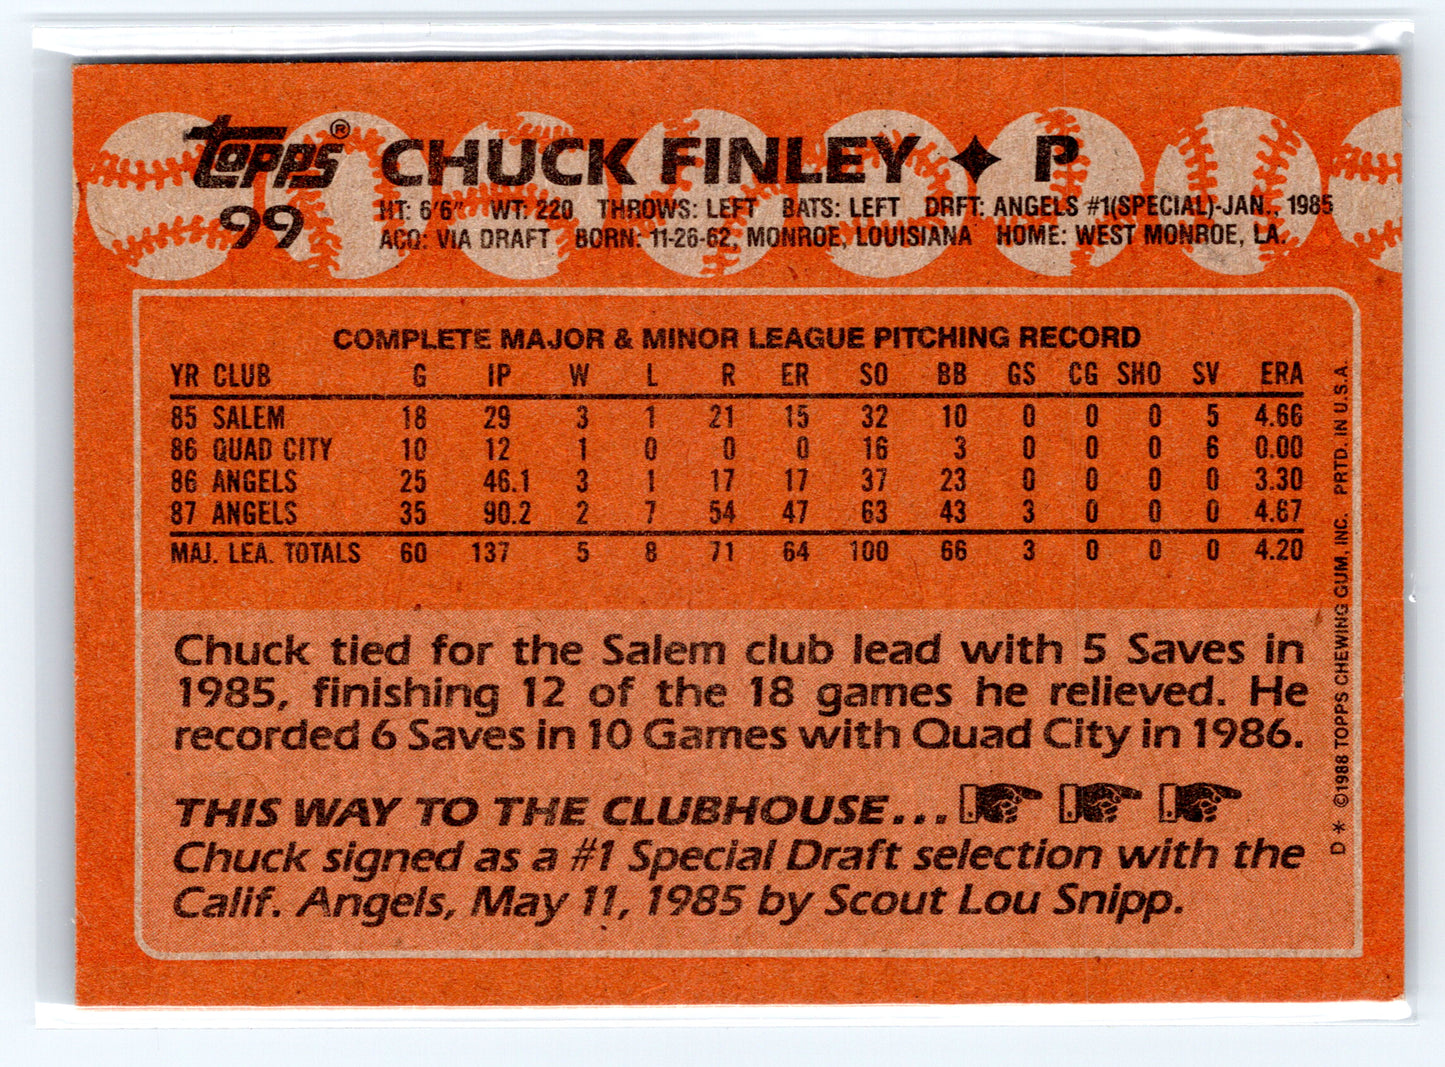 topps® CHUCK FINLEY ✦ P
99 HT: 6'6" WT: 220 THROWS: LEFT BATS: LEFT DRFT: ANGELS #1(SPECIAL)-JAN., 1985
ACQ: VIA DRAFT BORN: 11-26-62, MONROE, LOUISIANA HOME: WEST MONROE, LA.
COMPLETE MAJOR & MINOR LEAGUE PITCHING RECORD
YR CLUB G IP W L R ER SO BB GS CG SHO SV ERA
85 SALEM 18 29 3 1 21 15 32 10 0 0 0 5 4.66
86 QUAD CITY 10 12 1 0 0 0 16 3 0 0 0 6 0.00
86 ANGELS 25 46.1 3 1 17 17 37 23 0 0 0 0 3.30
87 ANGELS 35 90.2 2 7 54 47 63 43 3 0 0 0 4.67
MAJ. LEA. TOTALS 60 137 5 8 71 64 100 66 3 0 0 0 4.20
Chuck tied for the Salem club lead with 5 Saves in
1985, finishing 12 of the 18 games he relieved. He
recorded 6 Saves in 10 Games with Quad City in 1986.
THIS WAY TO THE CLUBHOUSE...
Chuck signed as a #1 Special Draft selection with the
Calif. Angels, May 11, 1985 by Scout Lou Snipp.
D* ©1988 TOPPS CHEWING GUM, INC. PRTD. IN U.S.A.